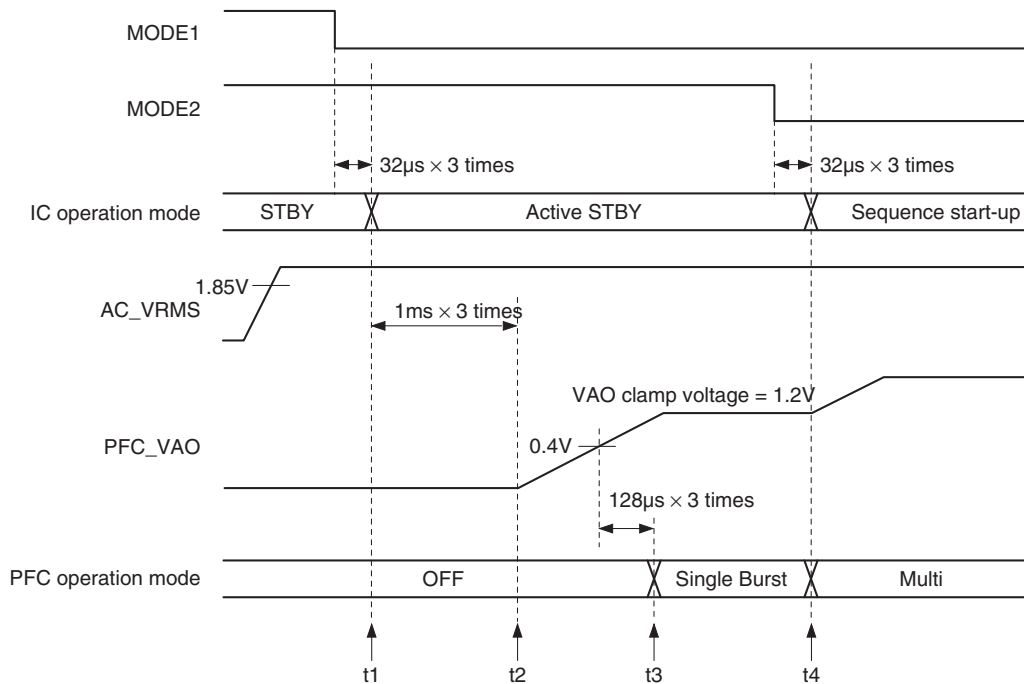 MODE1
MODE2
32μs × 3 times
32μs × 3 times
IC operation mode
STBY
Active STBY
Sequence start-up
1.85V
AC_VRMS
1ms × 3 times
VAO clamp voltage = 1.2V
PFC_VAO
0.4V
128μs × 3 times
PFC operation mode
OFF
Single Burst
Multi
t1
t2
t3
t4